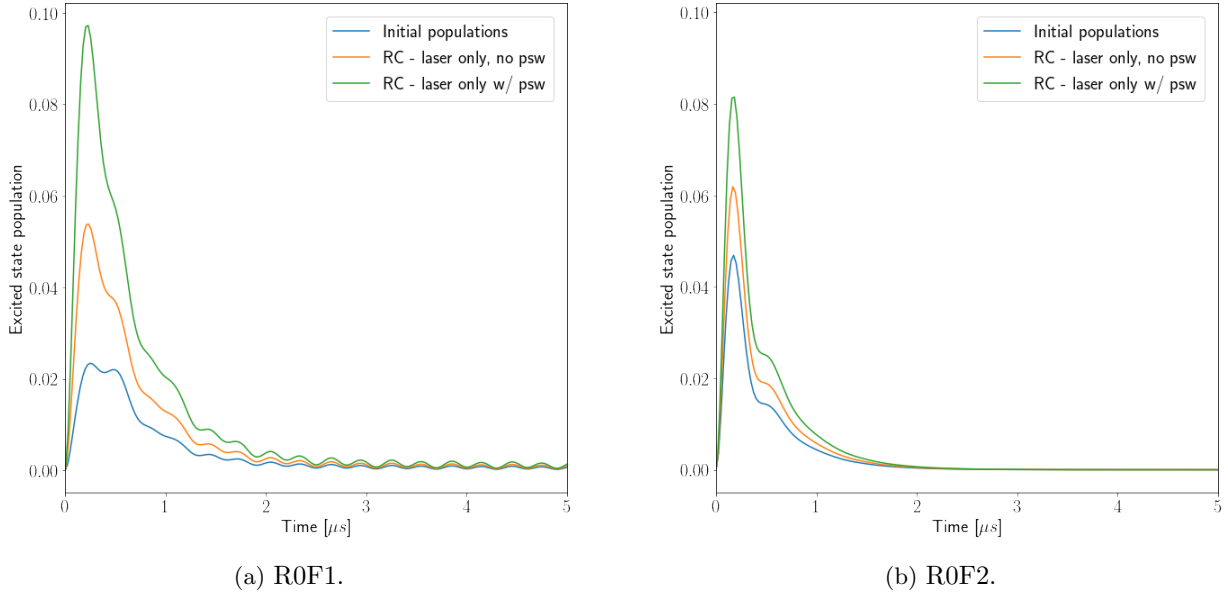 0.10
0.08
0.06
0.04
0.02
0.00
Excited state population
Initial populations
RC - laser only, no psw
RC - laser only w/ psw
0 1 2 3 4 5
Time [μs]
(a) R0F1.
0.10
0.08
0.06
0.04
0.02
0.00
Excited state population
Initial populations
RC - laser only, no psw
RC - laser only w/ psw
0 1 2 3 4 5
Time [μs]
(b) R0F2.